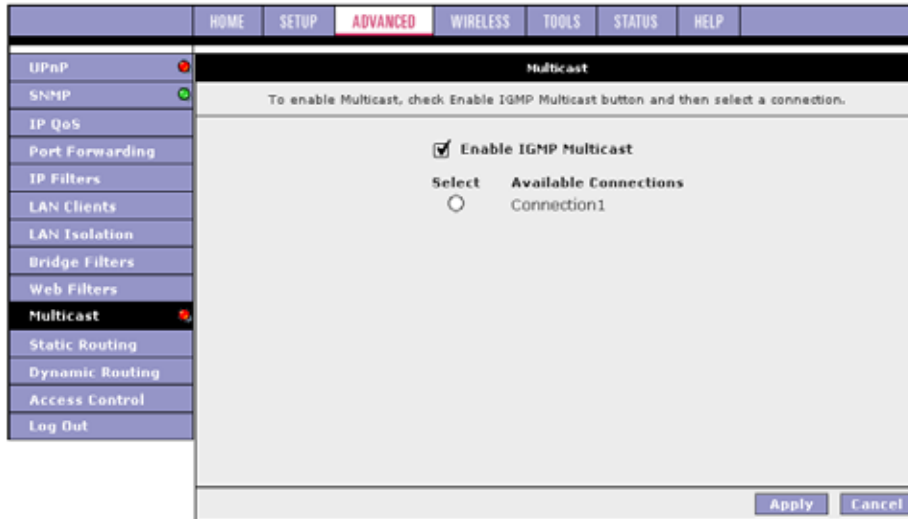 HOME SETUP ADVANCED WIRELESS TOOLS STATUS HELP
UPnP
SNMP
IP QoS
Port Forwarding
IP Filters
LAN Clients
LAN Isolation
Bridge Filters
Web Filters
Multicast
Static Routing
Dynamic Routing
Access Control
Log Out
Multicast
To enable Multicast, check Enable IGMP Multicast button and then select a connection.
Enable IGMP Multicast
Select Available Connections
Connection1
Apply Cancel